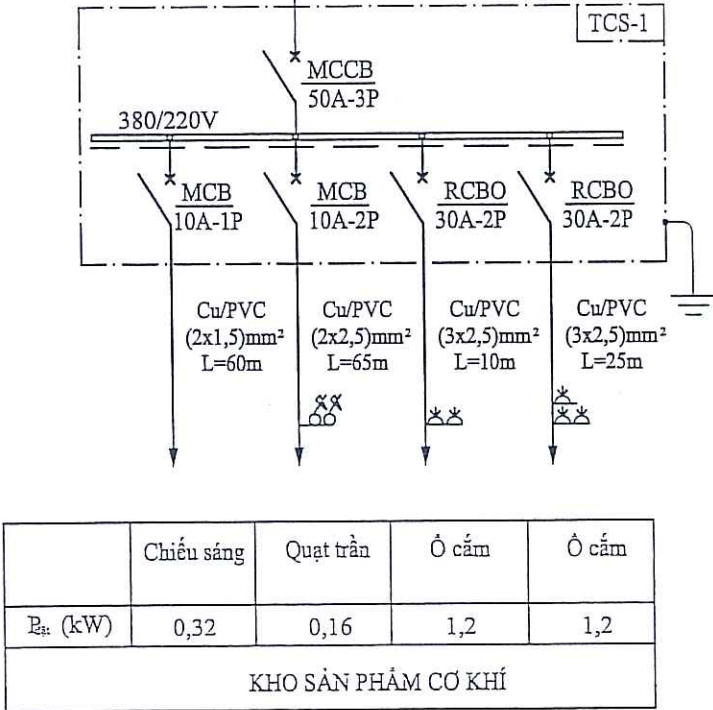 TCS-1
MCCB
50A-3P
380/220V
MCB
10A-1P
MCB
10A-2P
RCBO
30A-2P
RCBO
30A-2P
Cu/PVC
(2x1,5)mm²
L=60m
Cu/PVC
(2x2,5)mm²
L=65m
Cu/PVC
(3x2,5)mm²
L=10m
Cu/PVC
(3x2,5)mm²
L=25m
Chiếu sáng Quạt trần Ổ cắm Ổ cắm
(kW) 0,32 0,16 1,2 1,2
KHO SẢN PHẨM CƠ KHÍ